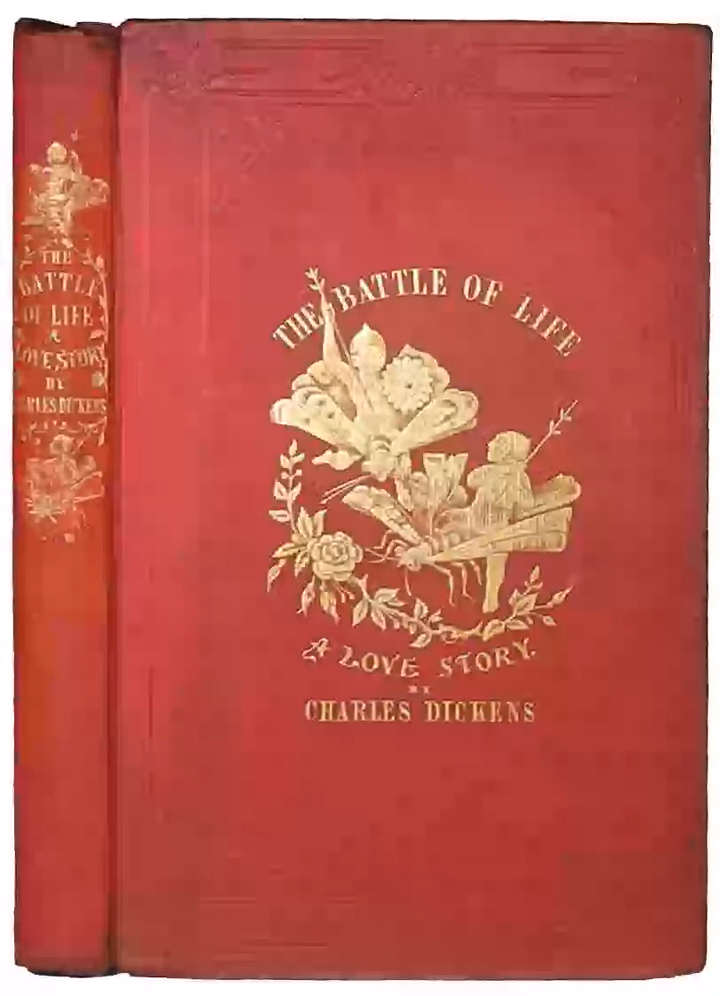 THE
BATTLE
OF LIFE
A
LOVE STORY
BY
CHARLES DICKENS
THE BATTLE OF LIFE
A LOVE STORY.
BY
CHARLES DICKENS